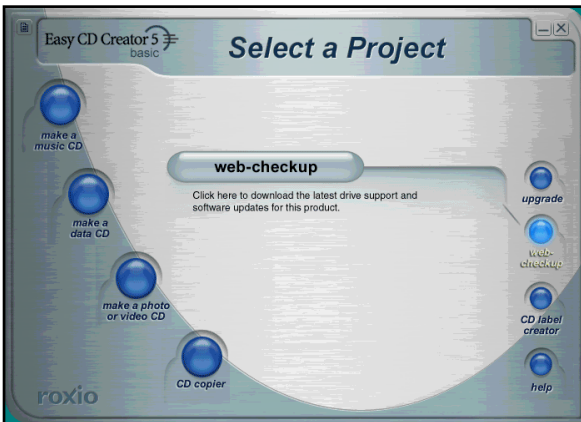 Easy CD Creator 5
basic
Select a Project
make a
music CD
make a
data CD
make a photo
or video CD
CD copier
web-checkup
Click here to download the latest drive support and
software updates for this product.
upgrade
web-
checkup
CD label
creator
help
roxio